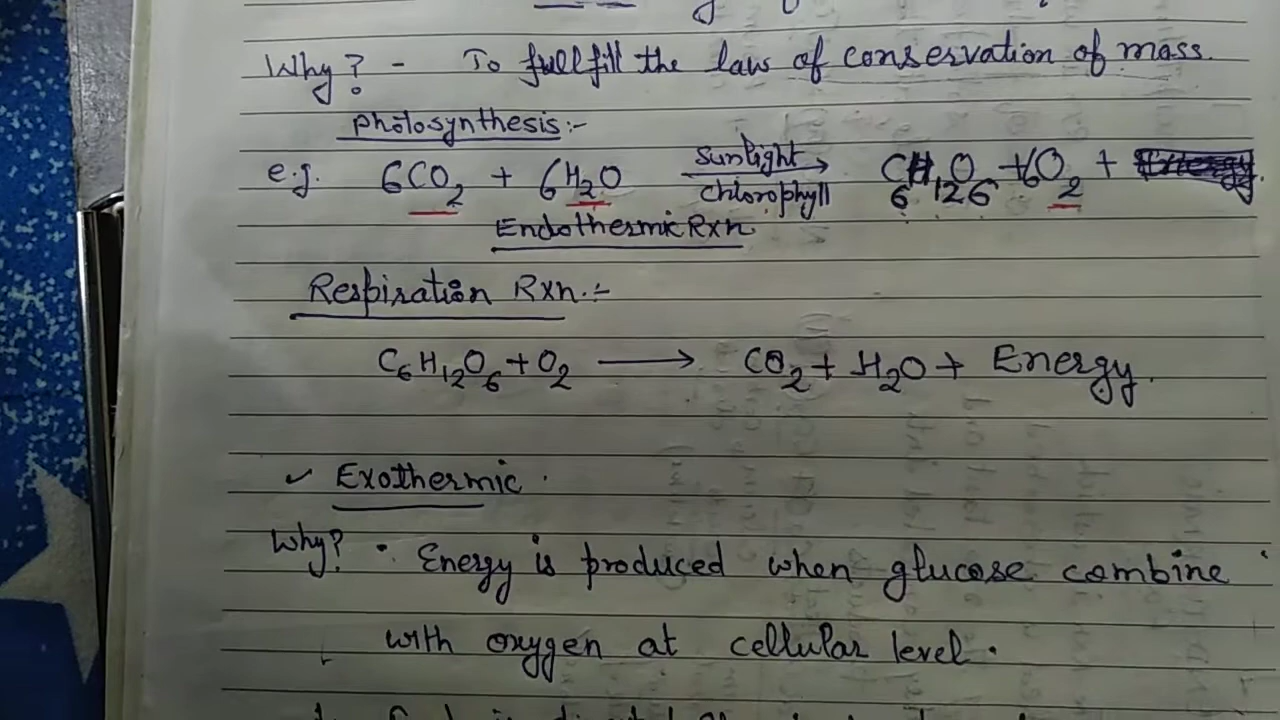 Why? - To fullfill the law of conservation of mass.
Photosynthesis:-
e.g. 6CO2 + 6H2O Sunlight → Chlorophyll C6H12O6 + 6O2 +
Endothermic Rxn
Respiration Rxn:-
C6H12O6 + O2 → CO2 + H2O + Energy.
✓ Exothermic.
Why? • Energy is produced when glucose combine
with oxygen at cellular level.